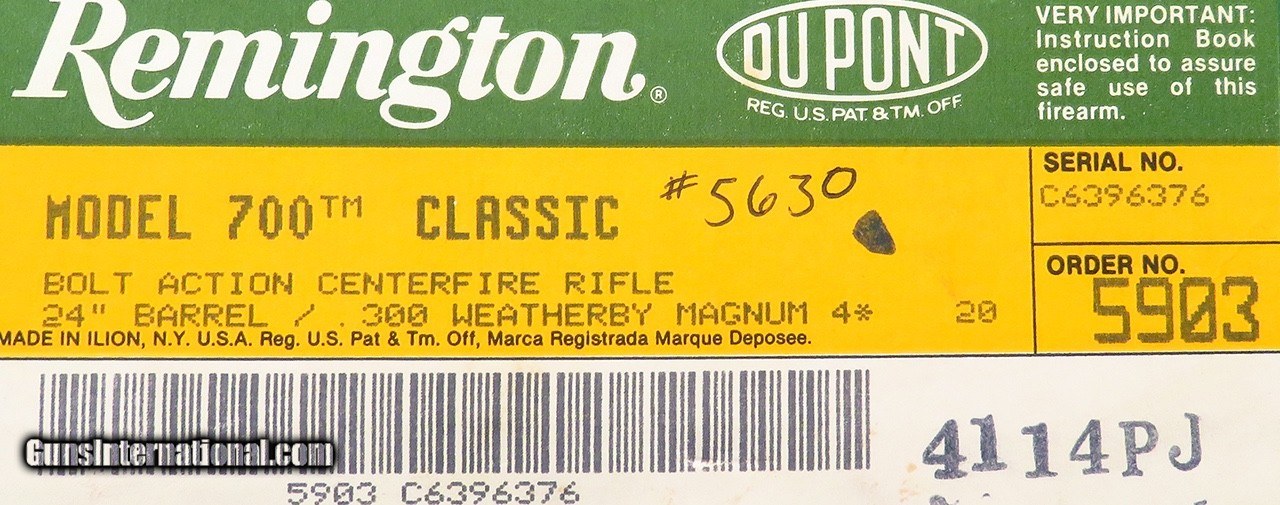 Remington®
DU PONT
REG. U.S. PAT. & TM. OFF.
VERY IMPORTANT:
Instruction Book
enclosed to assure
safe use of this
firearm.
MODEL 700™ CLASSIC
#5630
SERIAL NO.
C6396376
BOLT ACTION CENTERFIRE RIFLE
24" BARREL / .300 WEATHERBY MAGNUM 4* 20
ORDER NO.
5903
MADE IN ILION, N.Y. U.S.A. Reg. U.S. Pat & Tm. Off, Marca Registrada Marque Deposee.
GunsInternational.com
5903 C6396376
4114PJ